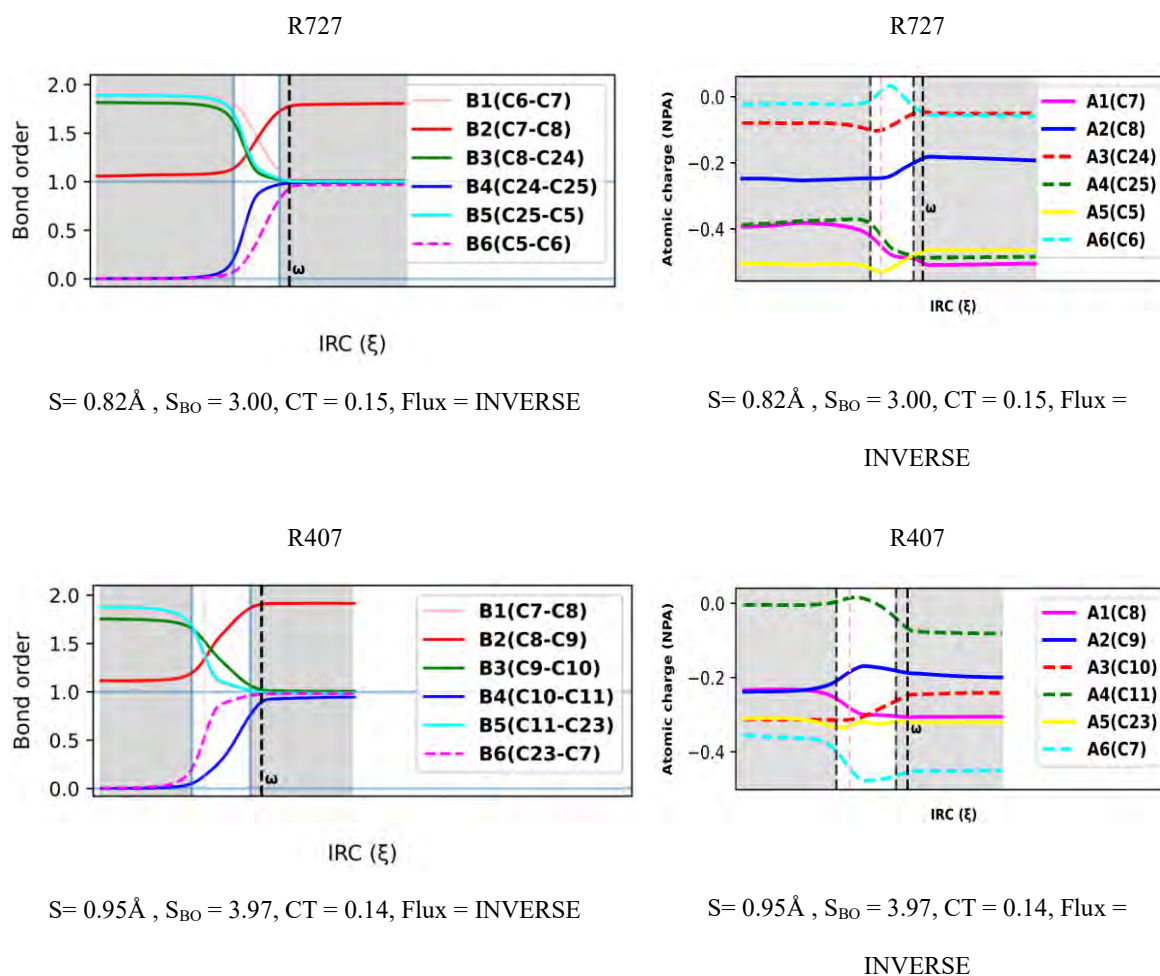 R727
R727
2.0
1.5
1.0
0.5
0.0
Bond order
B1(C6-C7)
B2(C7-C8)
B3(C8-C24)
B4(C24-C25)
B5(C25-C5)
B6(C5-C6)
ω
IRC (ξ)
0.0
−0.2
−0.4
Atomic charge (NPA)
A1(C7)
A2(C8)
A3(C24)
A4(C25)
A5(C5)
A6(C6)
ω
IRC (ξ)
S= 0.82Å , SBO = 3.00, CT = 0.15, Flux = INVERSE
S= 0.82Å , SBO = 3.00, CT = 0.15, Flux =
INVERSE
R407
R407
2.0
1.5
1.0
0.5
0.0
Bond order
B1(C7-C8)
B2(C8-C9)
B3(C9-C10)
B4(C10-C11)
B5(C11-C23)
B6(C23-C7)
ω
IRC (ξ)
0.0
−0.2
−0.4
Atomic charge (NPA)
A1(C8)
A2(C9)
A3(C10)
A4(C11)
A5(C23)
A6(C7)
ω
IRC (ξ)
S= 0.95Å , SBO = 3.97, CT = 0.14, Flux = INVERSE
S= 0.95Å , SBO = 3.97, CT = 0.14, Flux =
INVERSE